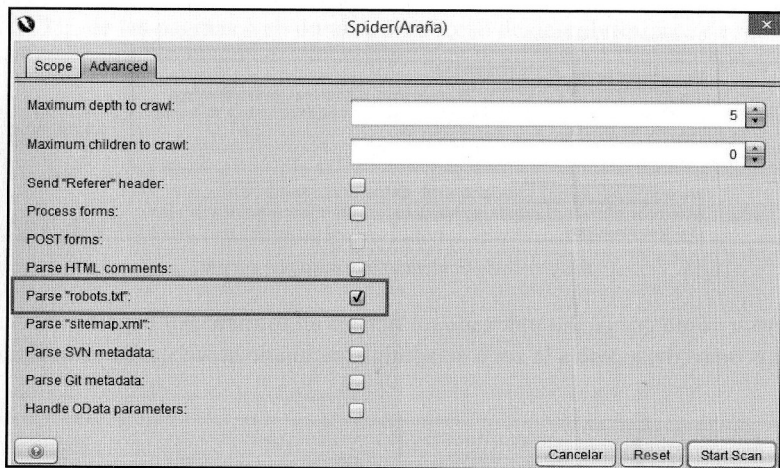 Spider(Araña)
Scope Advanced
Maximum depth to crawl: 5
Maximum children to crawl: 0
Send "Referer" header:
Process forms:
POST forms:
Parse HTML comments:
Parse "robots.txt":
Parse "sitemap.xml":
Parse SVN metadata:
Parse Git metadata:
Handle OData parameters:
Cancelar Reset Start Scan